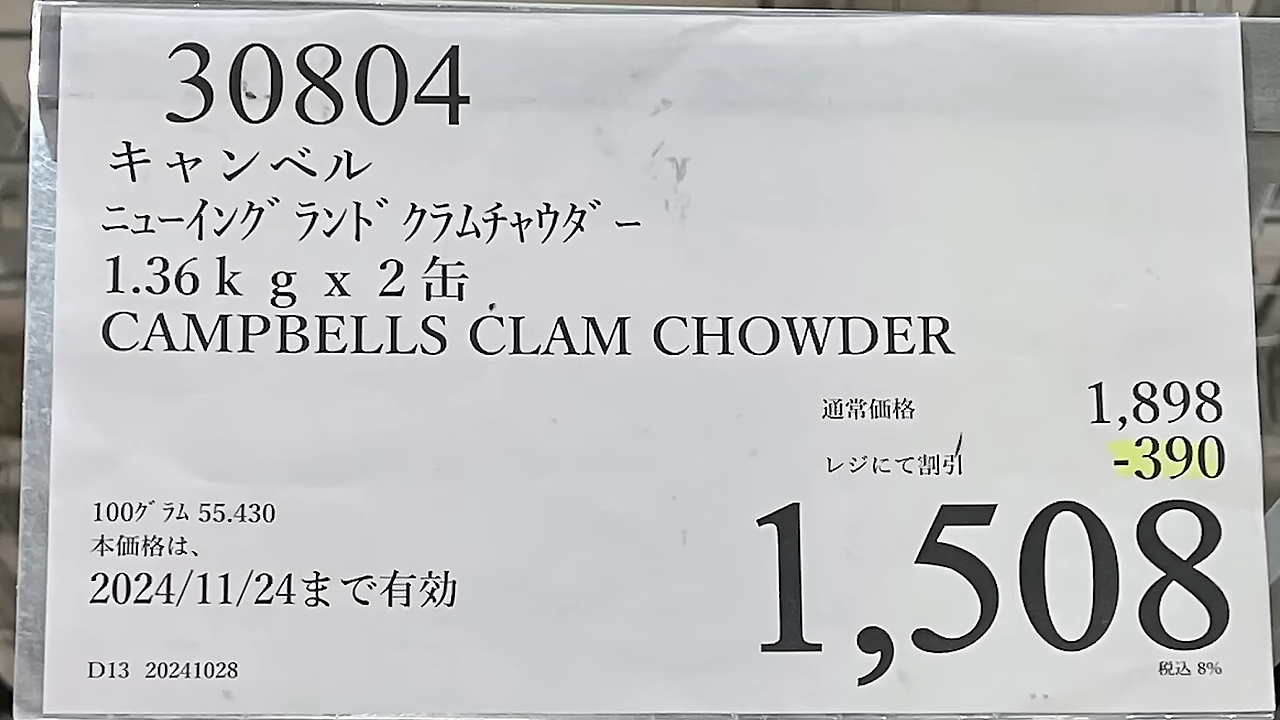 30804
キャンベル
ニューイングランドクラムチャウダー
1.36kg x 2缶
CAMPBELLS CLAM CHOWDER
通常価格 1,898
レジにて割引 -390
1,508
100グラム 55.430
本価格は、
2024/11/24まで有効
税込 8%
D13 20241028